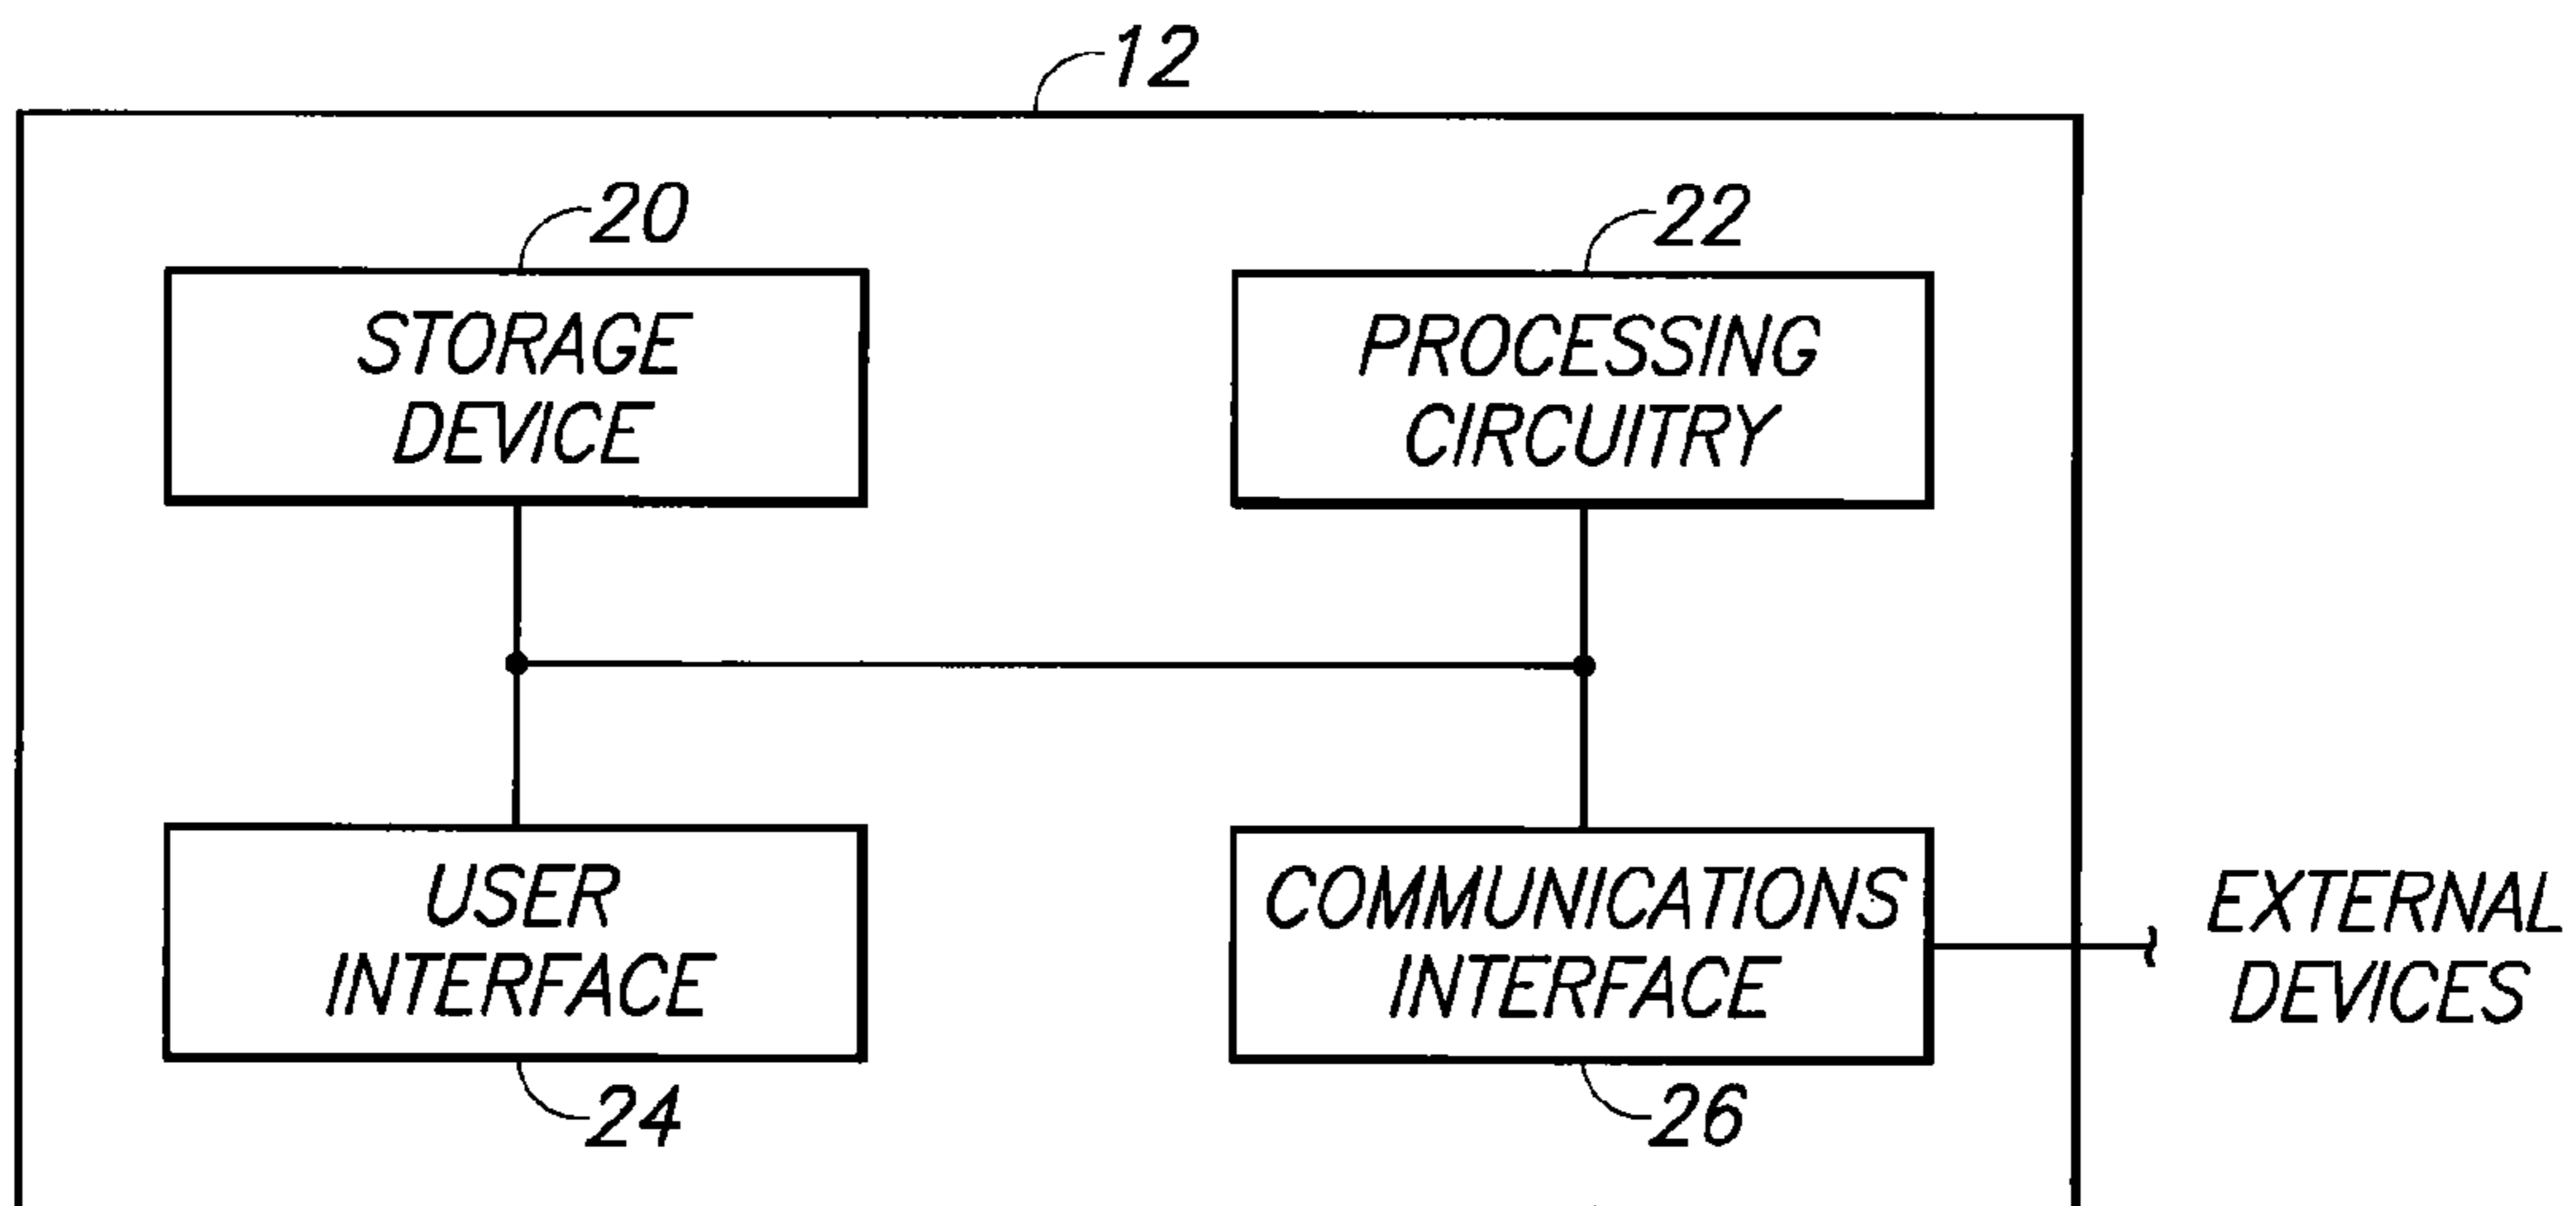 12
20
22
STORAGE
DEVICE
PROCESSING
CIRCUITRY
USER
INTERFACE
COMMUNICATIONS
INTERFACE
EXTERNAL
DEVICES
24
26